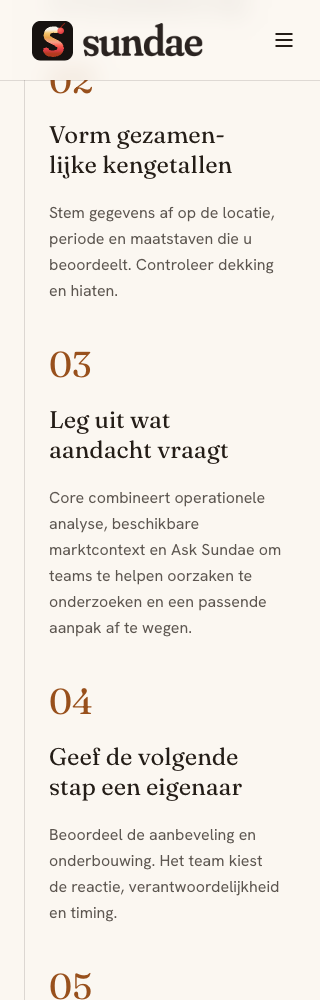 sundae
02
Vorm gezamen-
lijke kengetallen
Stem gegevens af op de locatie,
periode en maatstaven die u
beoordeelt. Controleer dekking
en hiaten.
03
Leg uit wat
aandacht vraagt
Core combineert operationele
analyse, beschikbare
marktcontext en Ask Sundae om
teams te helpen oorzaken te
onderzoeken en een passende
aanpak af te wegen.
04
Geef de volgende
stap een eigenaar
Beoordeel de aanbeveling en
onderbouwing. Het team kiest
de reactie, verantwoordelijkheid
en timing.
05